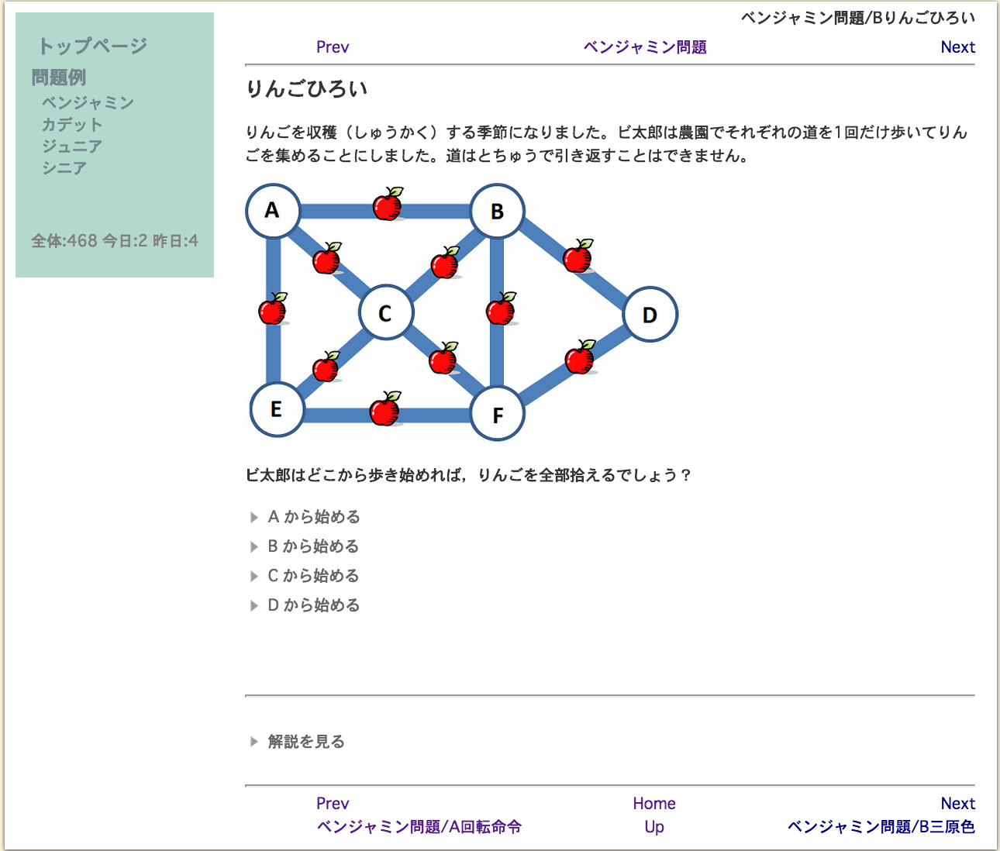 ベンジャミン問題/Bりんごひろい
トップページ
問題例
ベンジャミン
カデット
ジュニア
シニア
全体:468 今日:2 昨日:4
Prev ベンジャミン問題 Next
りんごひろい
りんごを収穫（しゅうかく）する季節になりました。ビ太郎は農園でそれぞれの道を1回だけ歩いてりん
ごを集めることにしました。道はとちゅうで引き返すことはできません。
A B
C D
E F
ビ太郎はどこから歩き始めれば，りんごを全部拾えるでしょう？
A から始める
B から始める
C から始める
D から始める
解説を見る
Prev Home Next
ベンジャミン問題/A回転命令 Up ベンジャミン問題/B三原色